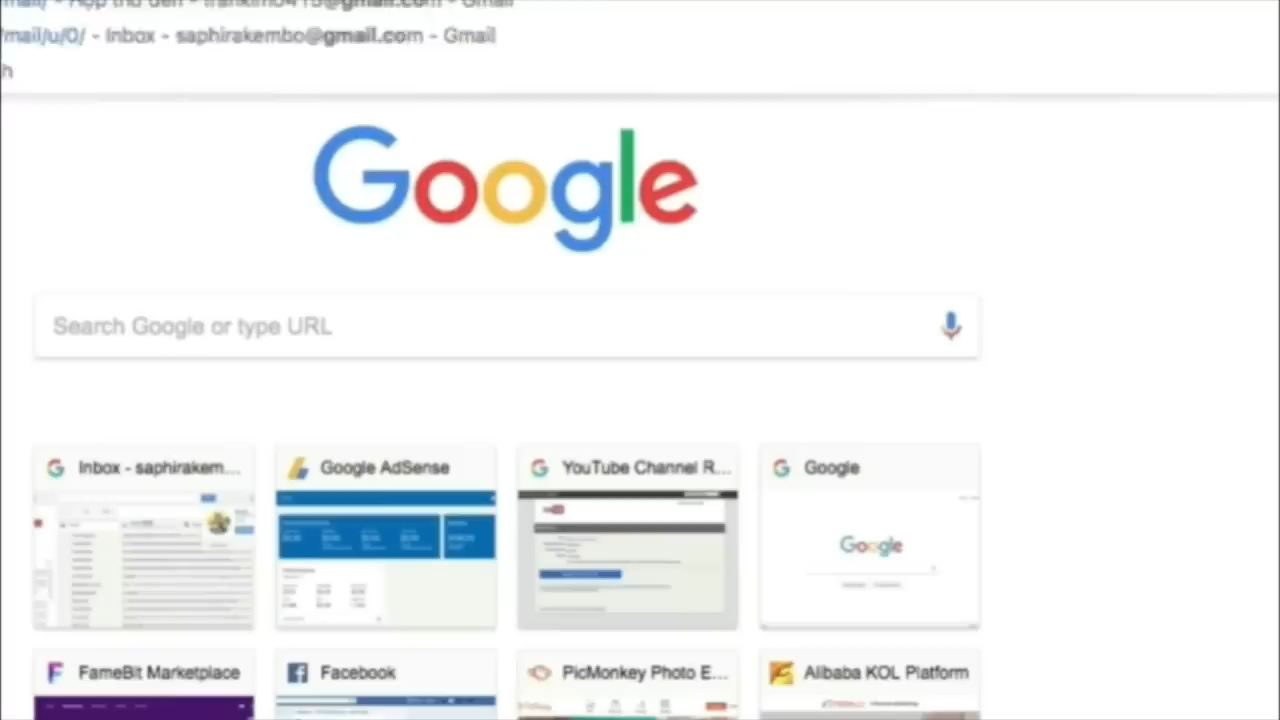 mail/u/0/ - Inbox - saphirakembo@gmail.com - Gmail
h
Google
Search Google or type URL
Inbox - saphirakem...
Google AdSense
YouTube Channel R...
Google
Google
FameBit Marketplace
Facebook
PicMonkey Photo E...
Alibaba KOL Platform